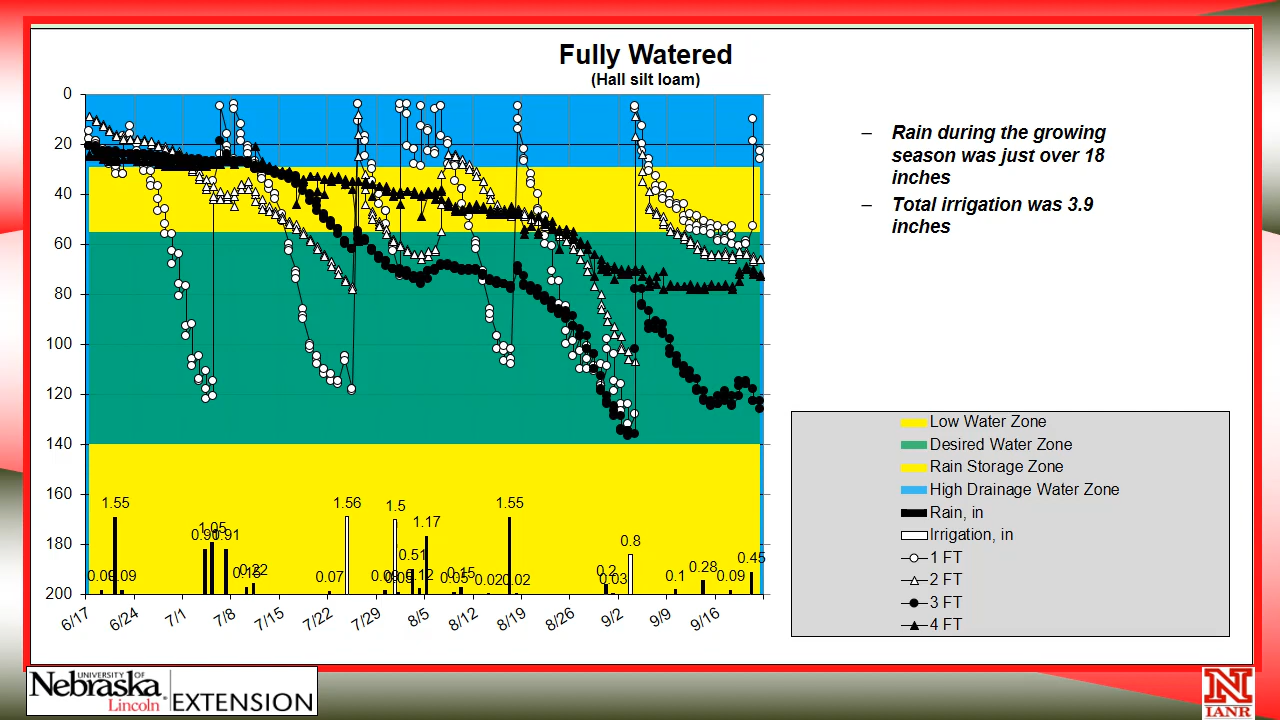 Fully Watered
(Hall silt loam)
– Rain during the growing
season was just over 18
inches
– Total irrigation was 3.9
inches
0
20
40
60
80
100
120
140
160
180
200
1.55
0.09
1.05
0.91
0.22
0.07
1.56
1.5
0.51
0.12
1.17
0.05
0.15
0.02
1.55
0.02
0.2
0.03
0.8
0.1
0.28
0.09
0.45
6/17
6/24
7/1
7/8
7/15
7/22
7/29
8/5
8/12
8/19
8/26
9/2
9/9
9/16
Low Water Zone
Desired Water Zone
Rain Storage Zone
High Drainage Water Zone
Rain, in
Irrigation, in
1 FT
2 FT
3 FT
4 FT
UNIVERSITY OF
Nebraska
Lincoln
EXTENSION
N
IANR